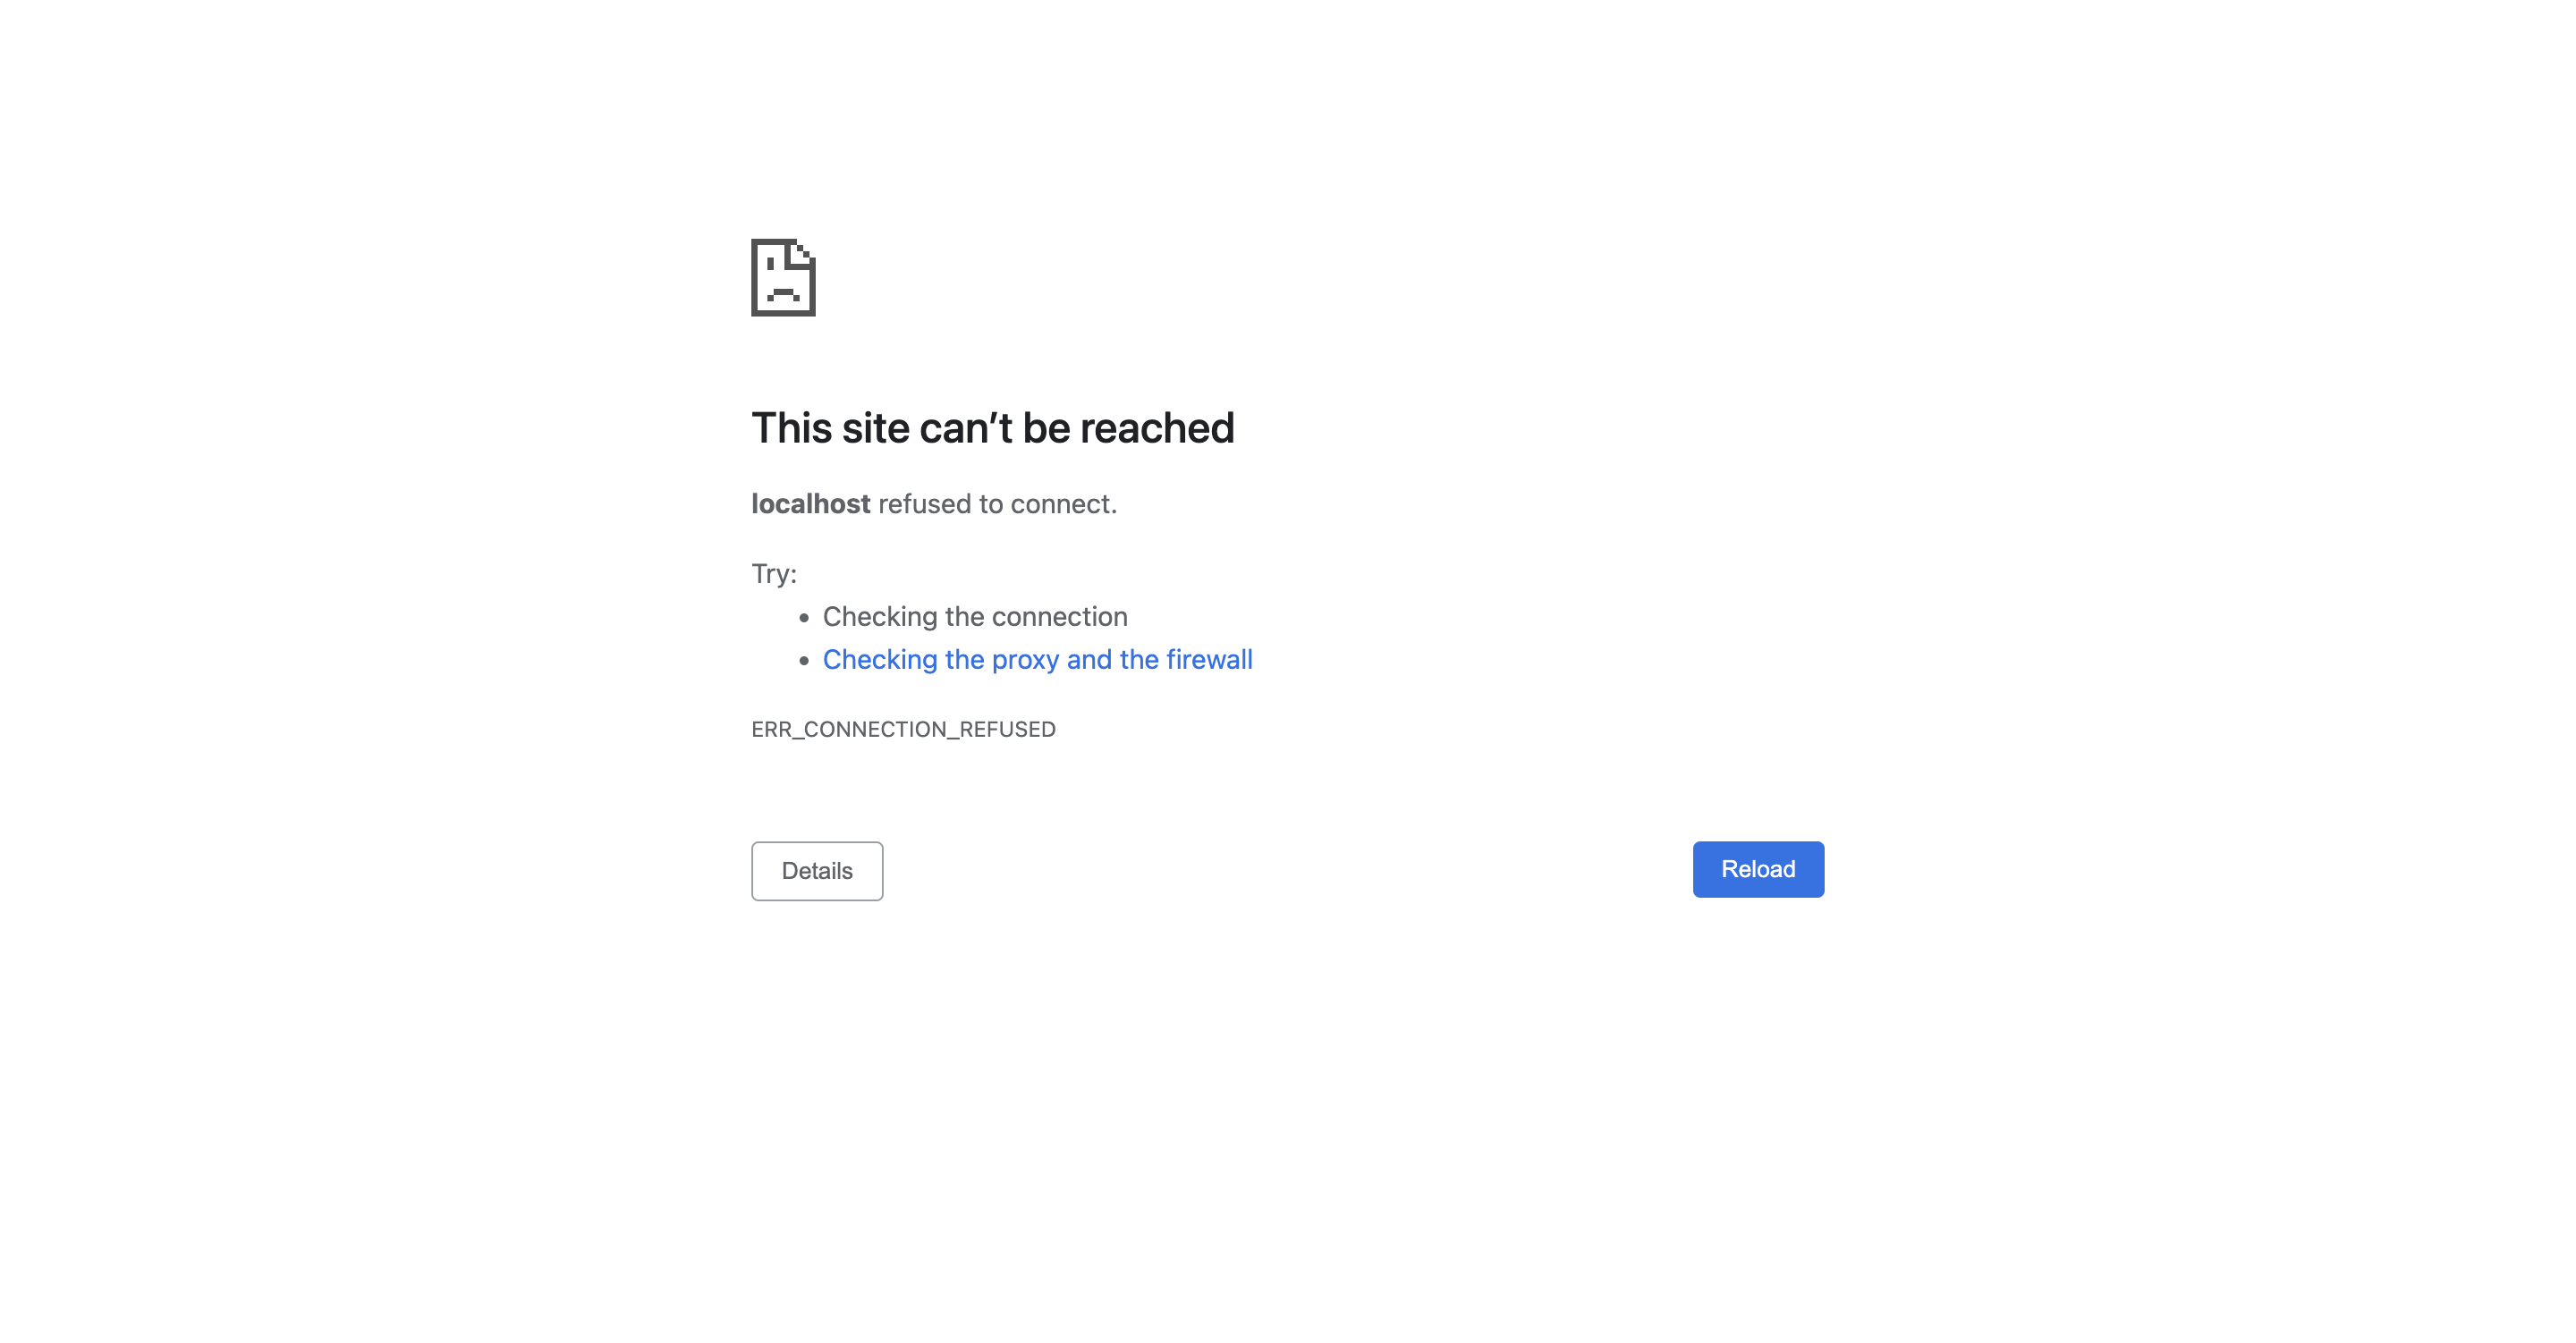 This site can’t be reached
localhost refused to connect.
Try:
• Checking the connection
• Checking the proxy and the firewall
ERR_CONNECTION_REFUSED
Details
Reload